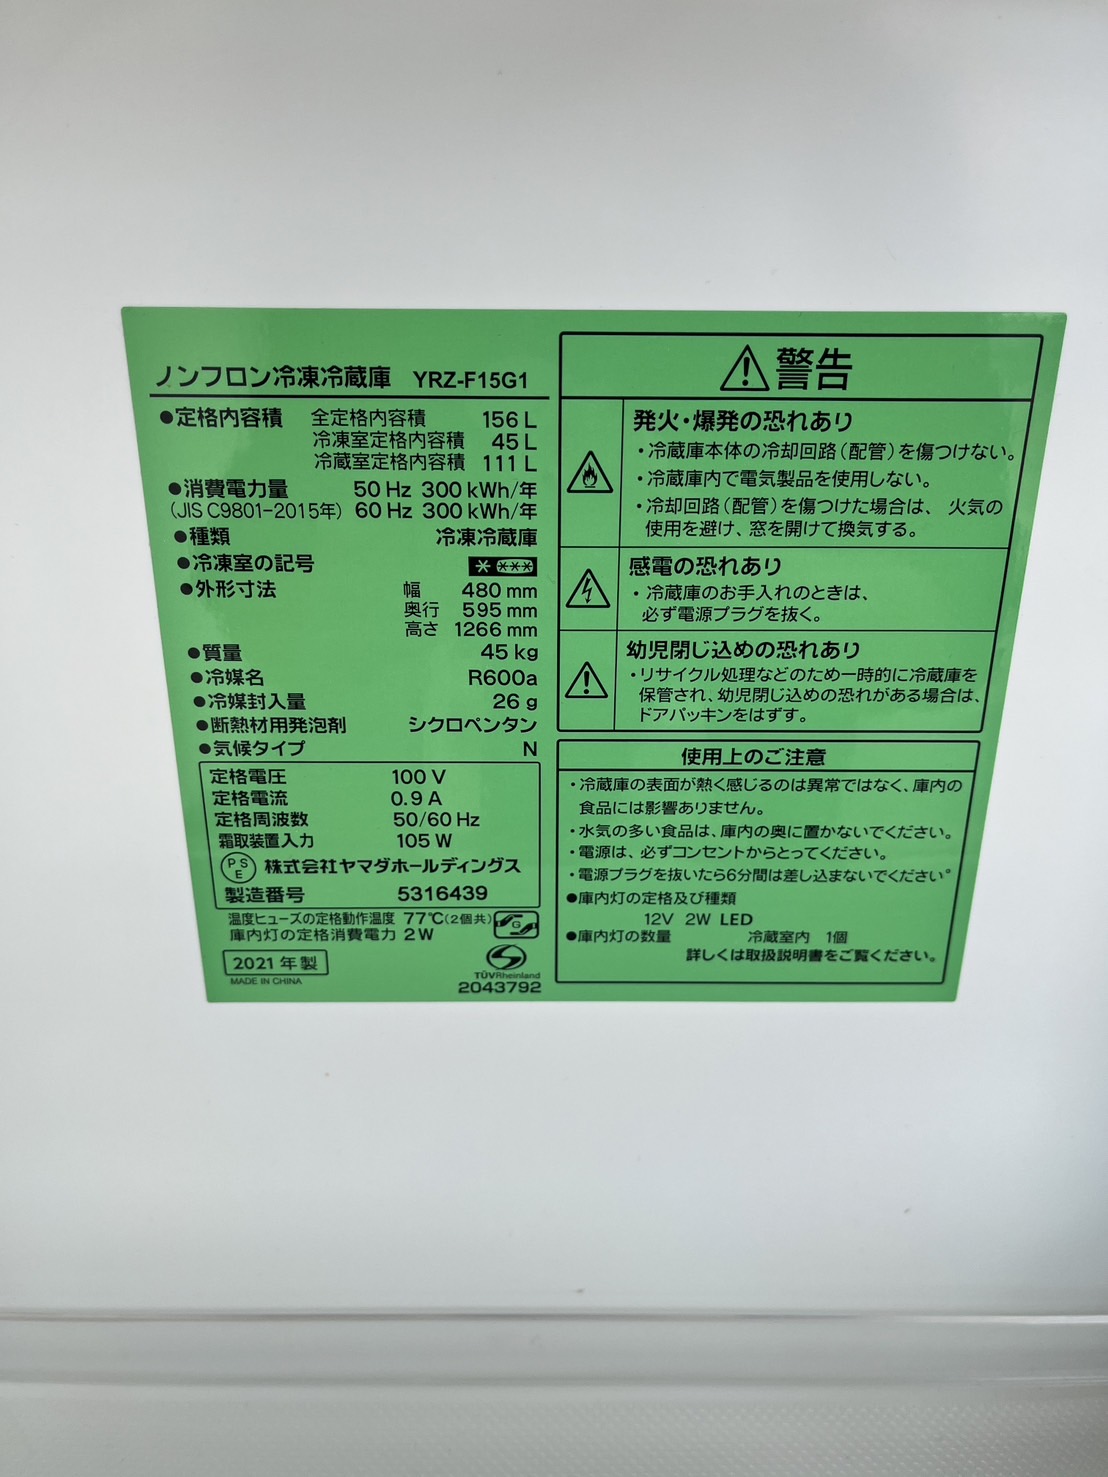 ノンフロン冷凍冷蔵庫 YRZ-F15G1
●定格内容積 全定格内容積 156 L
冷凍室定格内容積 45 L
冷蔵室定格内容積 111 L
●消費電力量 50 Hz 300 kWh/年
(JIS C9801-2015年) 60 Hz 300 kWh/年
●種類 冷凍冷蔵庫
●冷凍室の記号
●外形寸法 幅 480 mm
奥行 595 mm
高さ 1266 mm
●質量 45 kg
●冷媒名 R600a
●冷媒封入量 26 g
●断熱材用発泡剤 シクロペンタン
●気候タイプ N
定格電圧 100 V
定格電流 0.9 A
定格周波数 50/60 Hz
霜取装置入力 105 W
PSE 株式会社ヤマダホールディングス
製造番号 5316439
温度ヒューズの定格動作温度 77℃(2個共)
G
庫内灯の定格消費電力 2 W
2021 年製
MADE IN CHINA
TÜVRheinland
2043792
警告
発火・爆発の恐れあり
・冷蔵庫本体の冷却回路(配管)を傷つけない。
・冷蔵庫内で電気製品を使用しない。
・冷却回路(配管)を傷つけた場合は、火気の
使用を避け、窓を開けて換気する。
感電の恐れあり
・冷蔵庫のお手入れのときは、
必ず電源プラグを抜く。
幼児閉じ込めの恐れあり
・リサイクル処理などのため一時的に冷蔵庫を
保管され、幼児閉じ込めの恐れがある場合は、
ドアパッキンをはずす。
使用上のご注意
・冷蔵庫の表面が熱く感じるのは異常ではなく、庫内の
食品には影響ありません。
・水気の多い食品は、庫内の奥に置かないでください。
・電源は、必ずコンセントからとってください。
・電源プラグを抜いたら6分間は差し込まないでください。
●庫内灯の定格及び種類
12V 2W LED
●庫内灯の数量 冷蔵室内 1個
詳しくは取扱説明書をご覧ください。